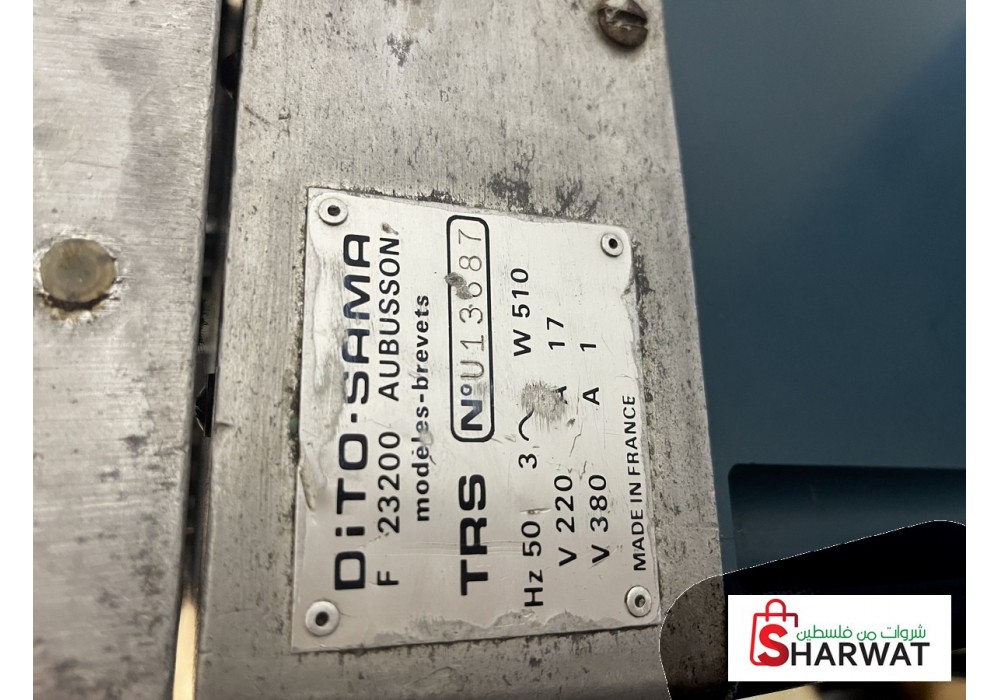 DiTO·SAMA
F 23200 AUBUSSON
modèles-brevets
TRS N° U13687
Hz 50 3~ W 510
V 220 A 17
V 380 A 1
MADE IN FRANCE
شروات من فلسطين
SHARWAT